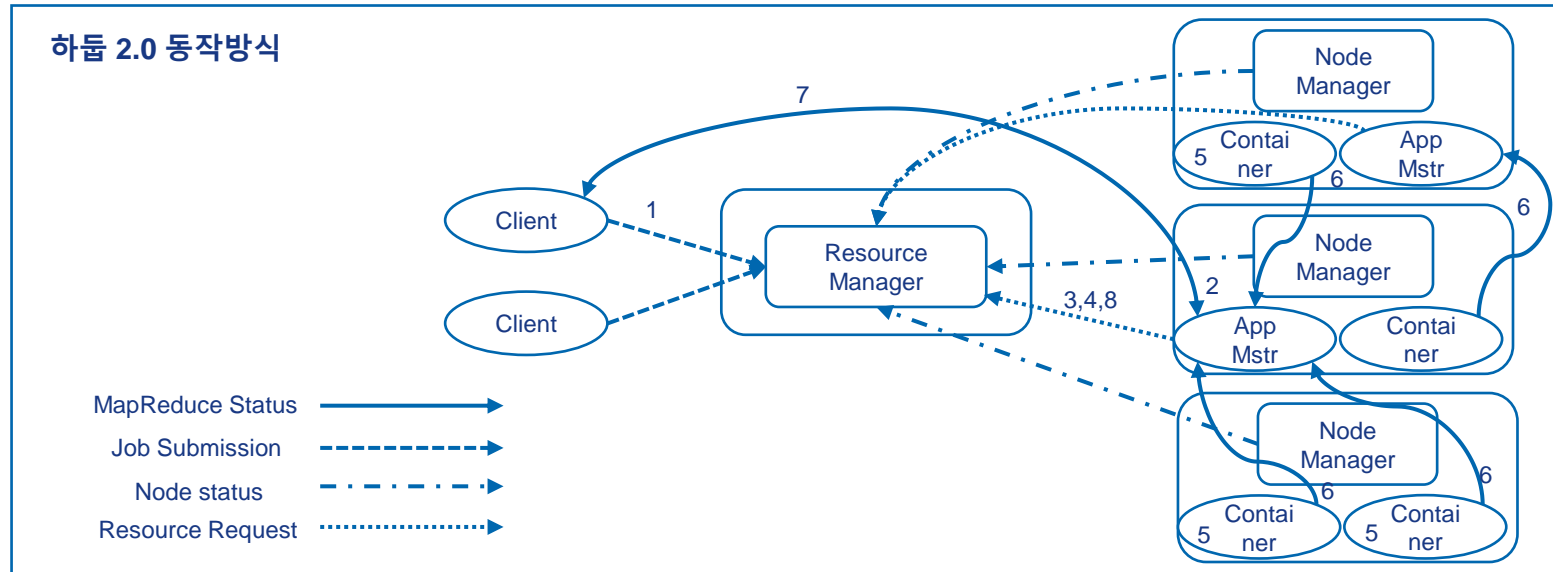 하둡 2.0 동작방식
Node
Manager
7
5
Contai
ner
App
Mstr
6
6
Client
1
Resource
Manager
Node
Manager
2
3,4,8
Client
App
Mstr
Contai
ner
MapReduce Status
Job Submission
Node status
Resource Request
Node
Manager
6
6
5
Contai
ner
5
Contai
ner